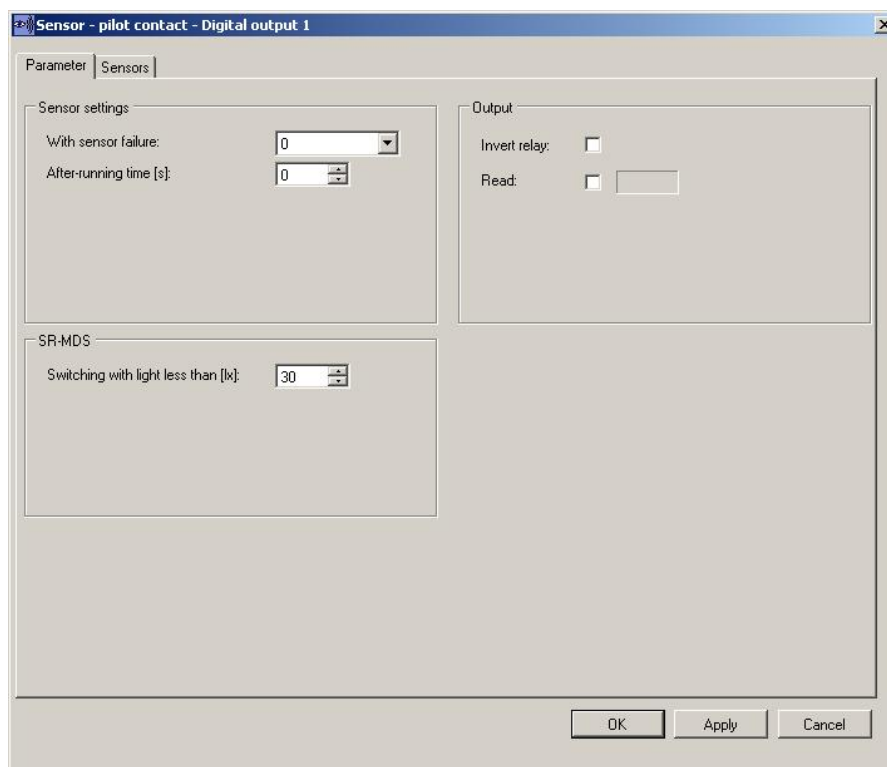 Sensor - pilot contact - Digital output 1
Parameter
Sensors
Sensor settings
With sensor failure:
0
After-running time [s]:
0
Output
Invert relay:
Read:
SR-MDS
Switching with light less than [lx]:
30
OK
Apply
Cancel